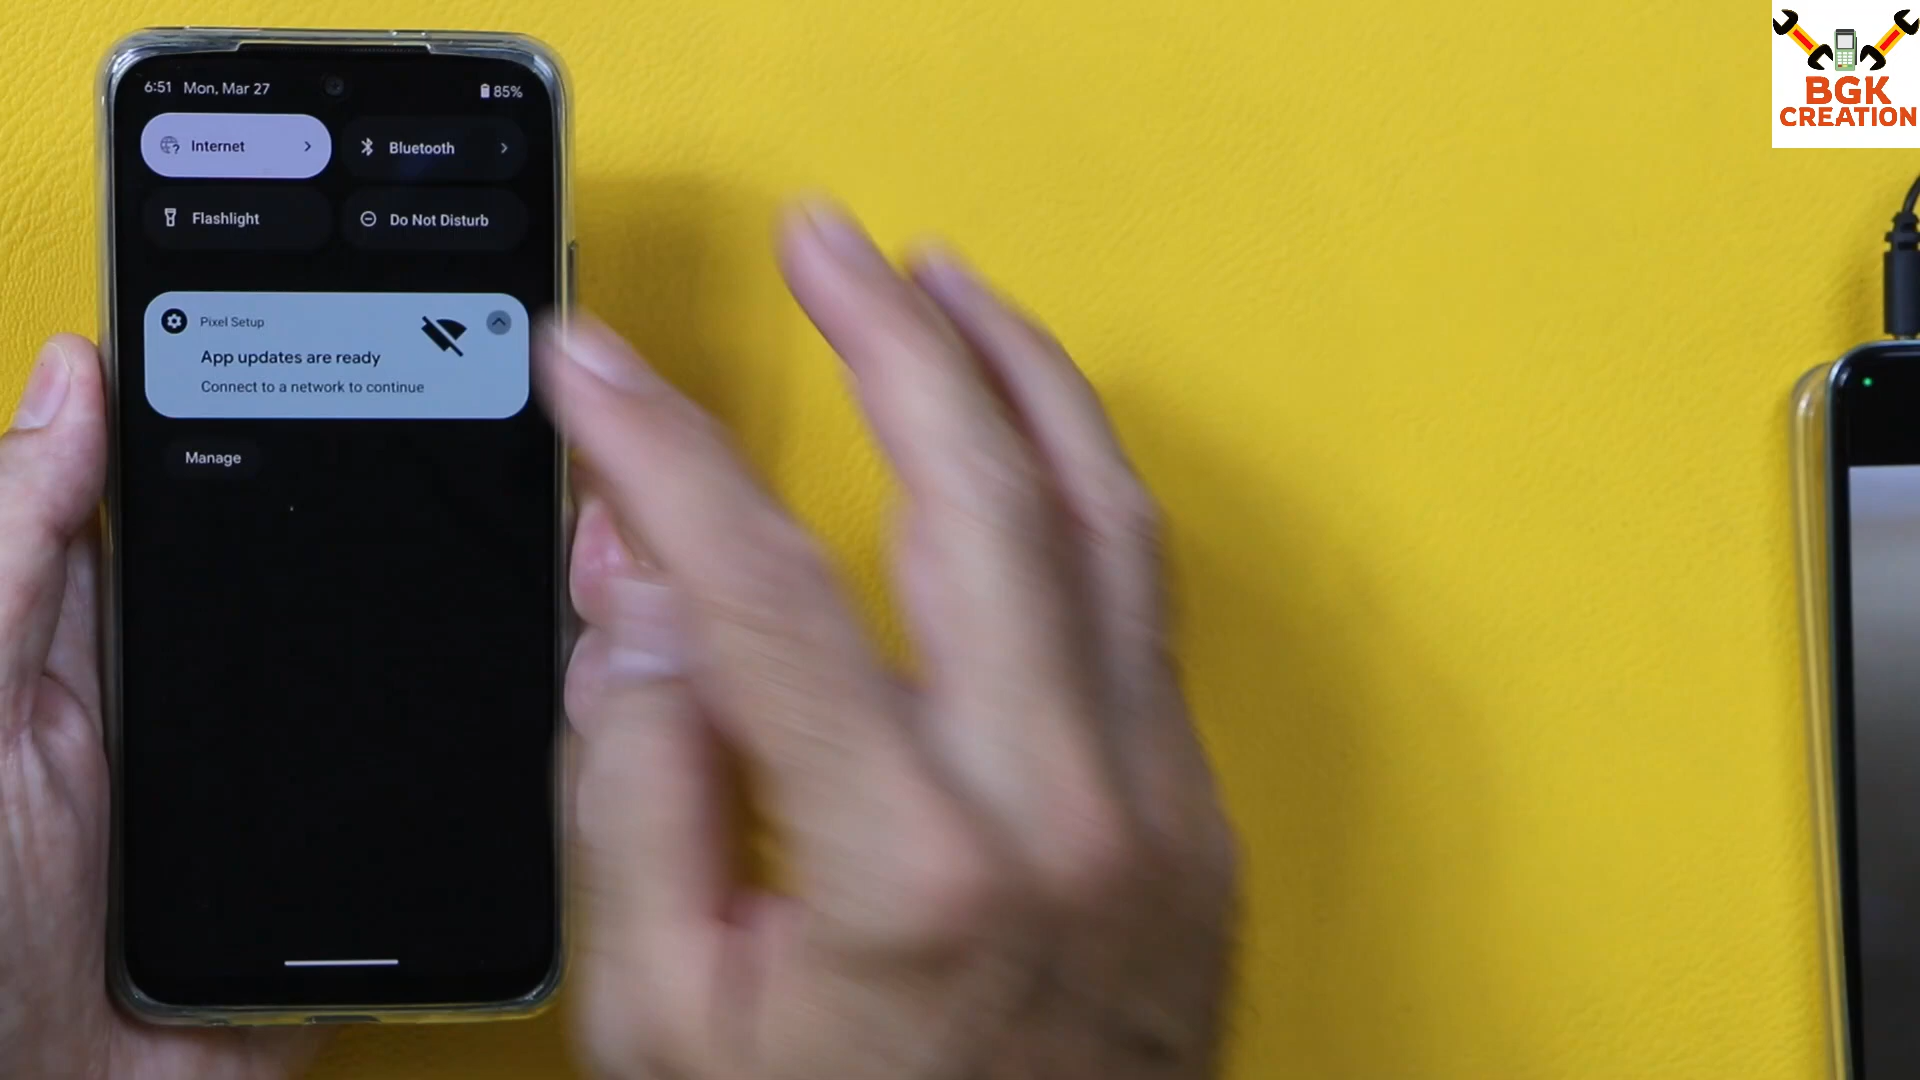 6:51 Mon, Mar 27
85%
Internet
Bluetooth
Flashlight
Do Not Disturb
Pixel Setup
App updates are ready
Connect to a network to continue
Manage
BGK
CREATION